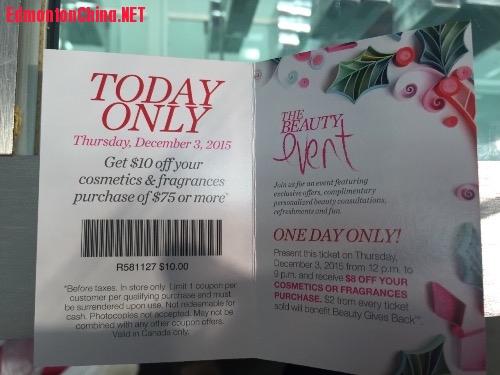 EdmontonChina.NET
TODAY
ONLY
Thursday, December 3, 2015
Get $10 off your
cosmetics & fragrances
purchase of $75 or more*
R581127 $10.00
*Before taxes. In store only. Limit 1 coupon per
customer per qualifying purchase and must
be surrendered upon use. Not redeemable for
cash. Photocopies not accepted. May not be
combined with any other coupon offers.
Valid in Canada only.
THE
BEAUTY
event
Join us for an event featuring
exclusive offers, complimentary
personalized beauty consultations,
refreshments and fun.
ONE DAY ONLY!
Present this ticket on Thursday,
December 3, 2015 from 12 p.m. to
9 p.m. and receive $8 OFF YOUR
COSMETICS OR FRAGRANCES
PURCHASE. $2 from every ticket
sold will benefit Beauty Gives Back**.